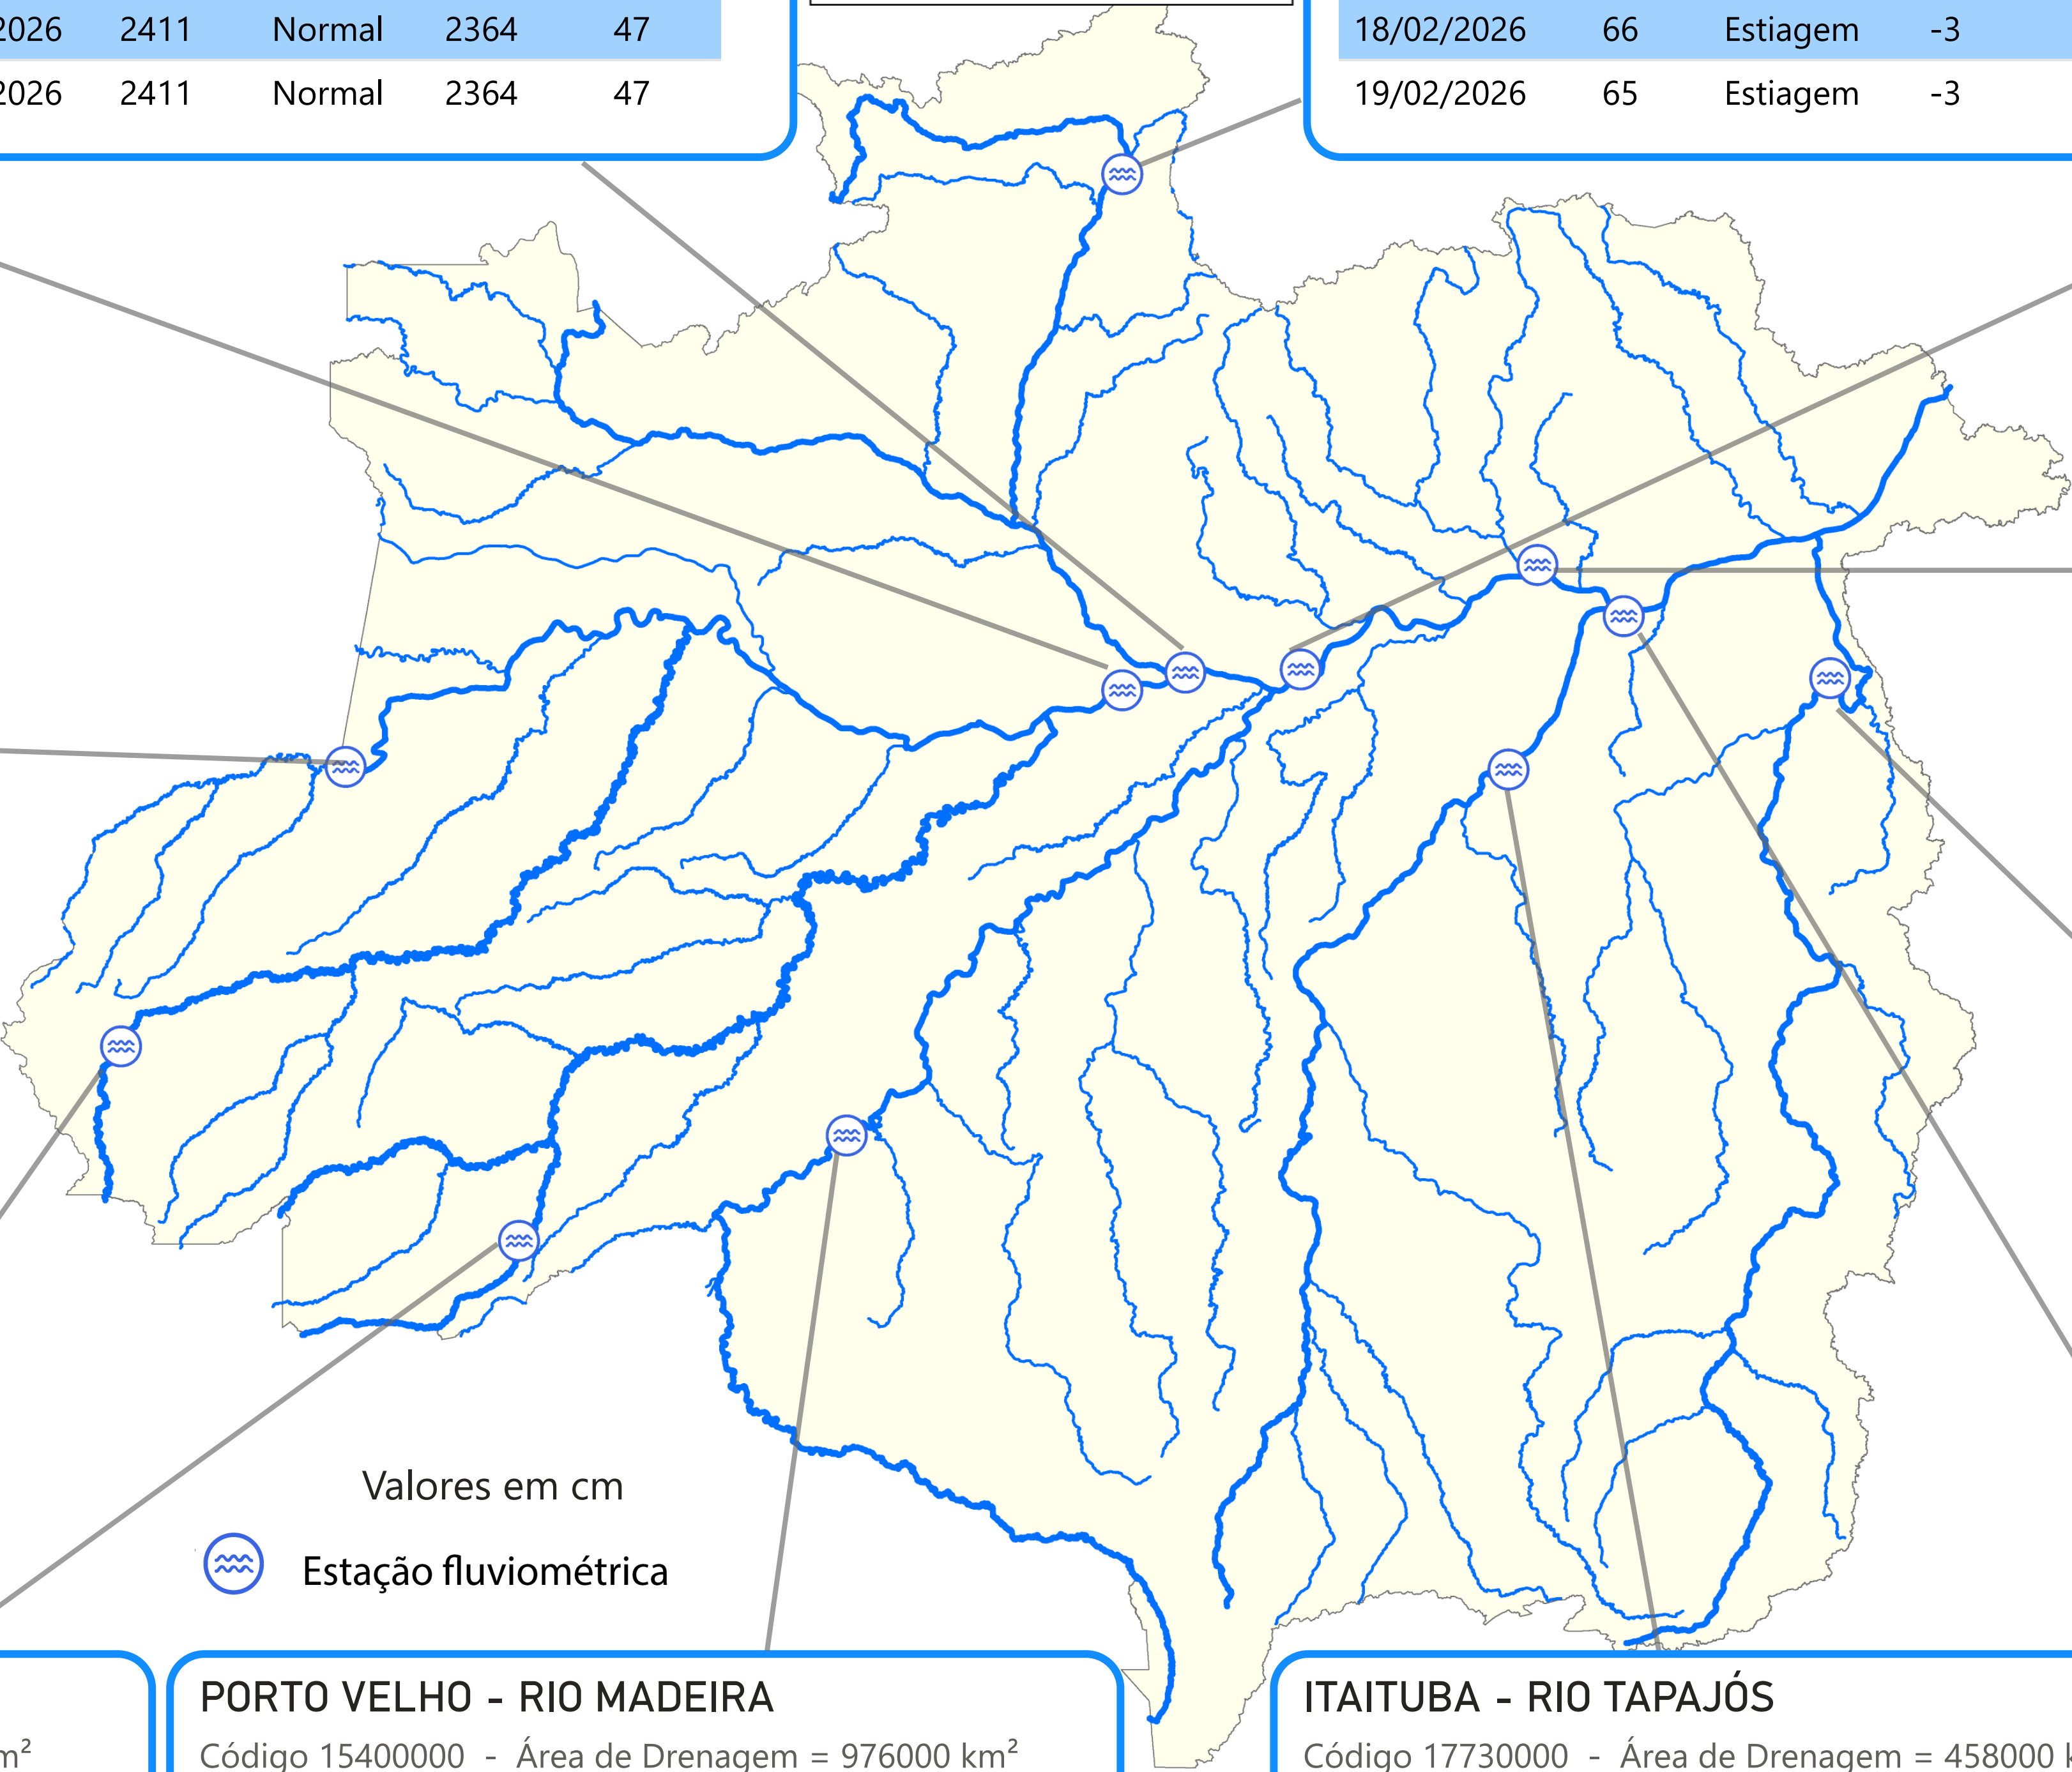 2026 2411 Normal 2364 47
2026 2411 Normal 2364 47
18/02/2026 66 Estiagem -3
19/02/2026 65 Estiagem -3
Valores em cm
Estação fluviométrica
m²
PORTO VELHO - RIO MADEIRA
Código 15400000 - Área de Drenagem = 976000 km²
ITAITUBA - RIO TAPAJÓS
Código 17730000 - Área de Drenagem = 458000 k